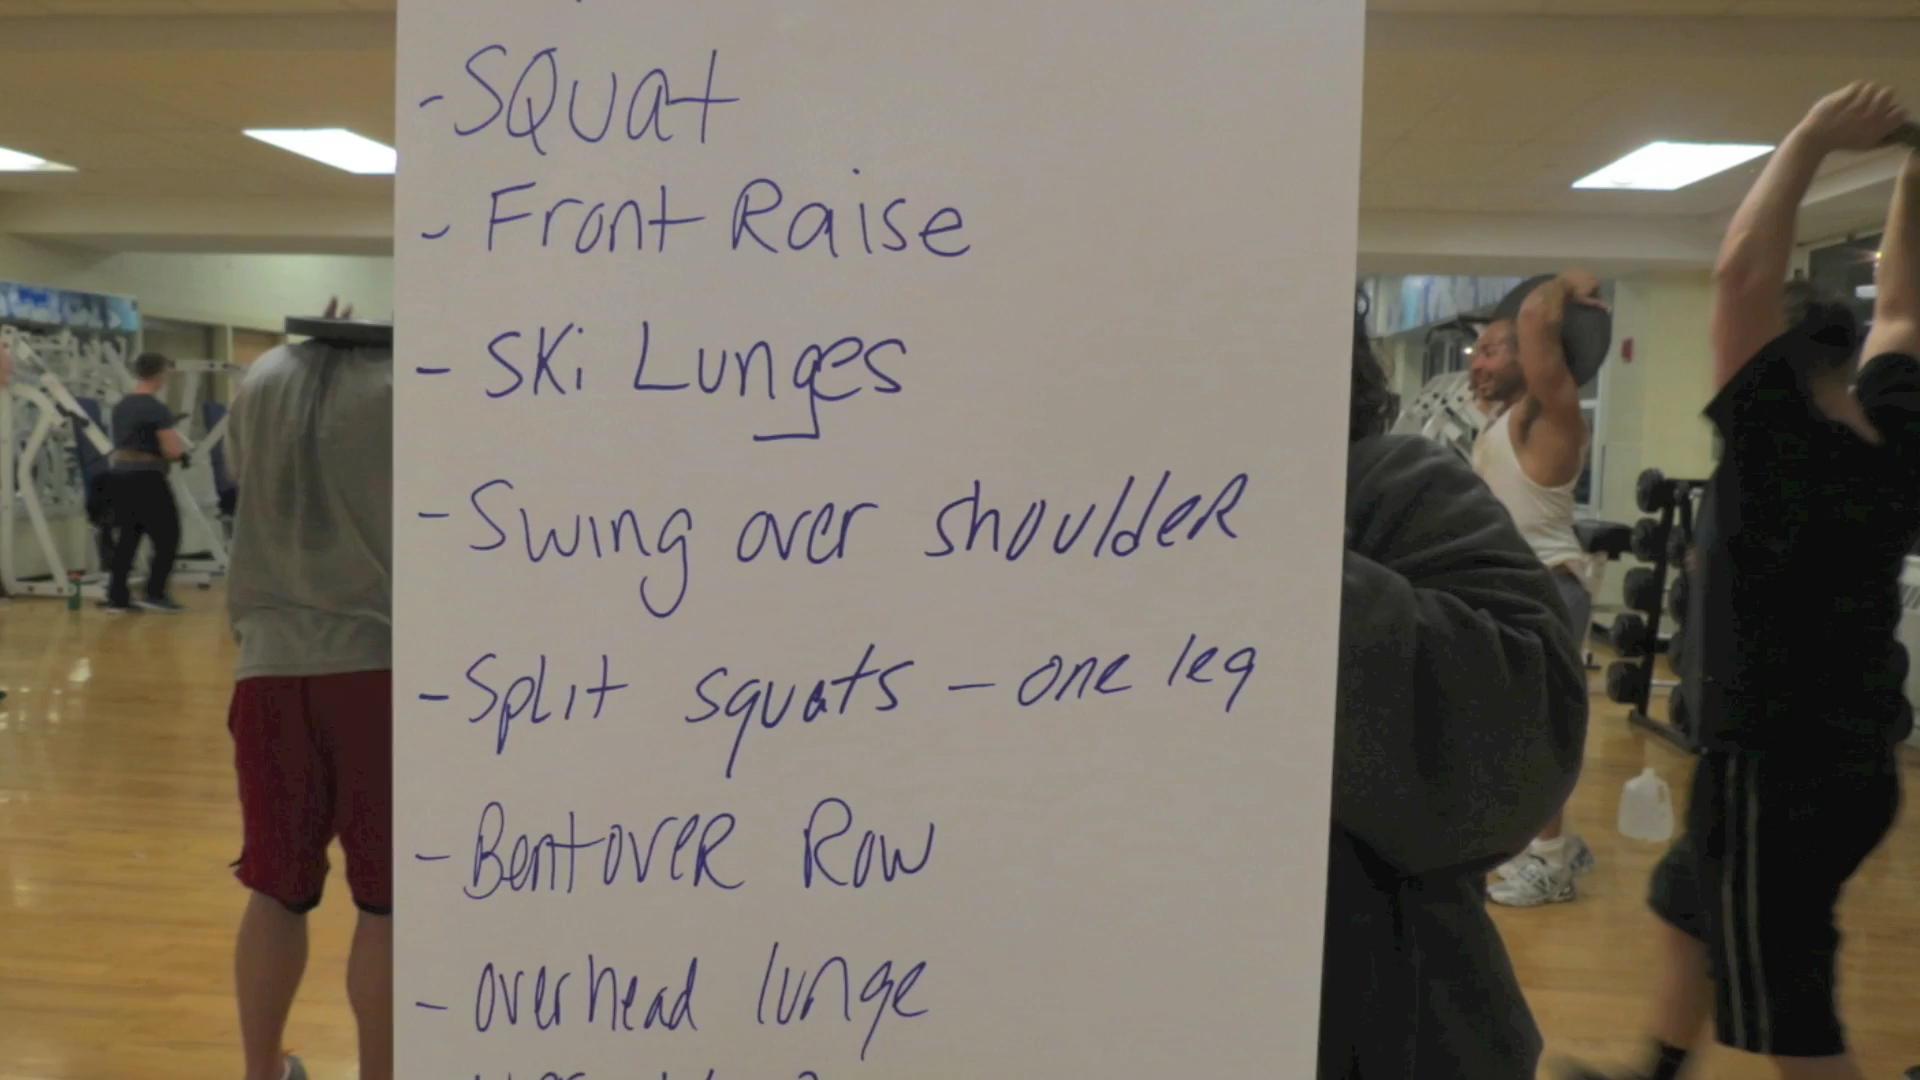 - SQuat
- Front Raise
- SKi Lunges
- Swing over shoulder
- Split squats - one leg
- Bentover Row
- overhead lunge